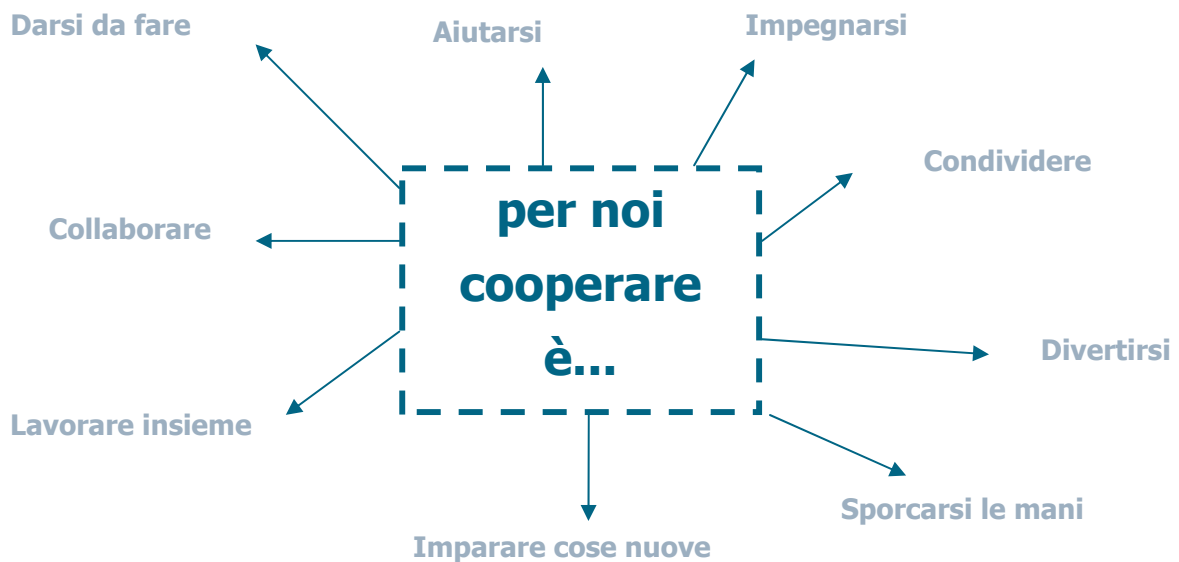 Darsi da fare
Aiutarsi
Impegnarsi
Condividere
Collaborare
per noi
cooperare
è...
Divertirsi
Lavorare insieme
Sporcarsi le mani
Imparare cose nuove